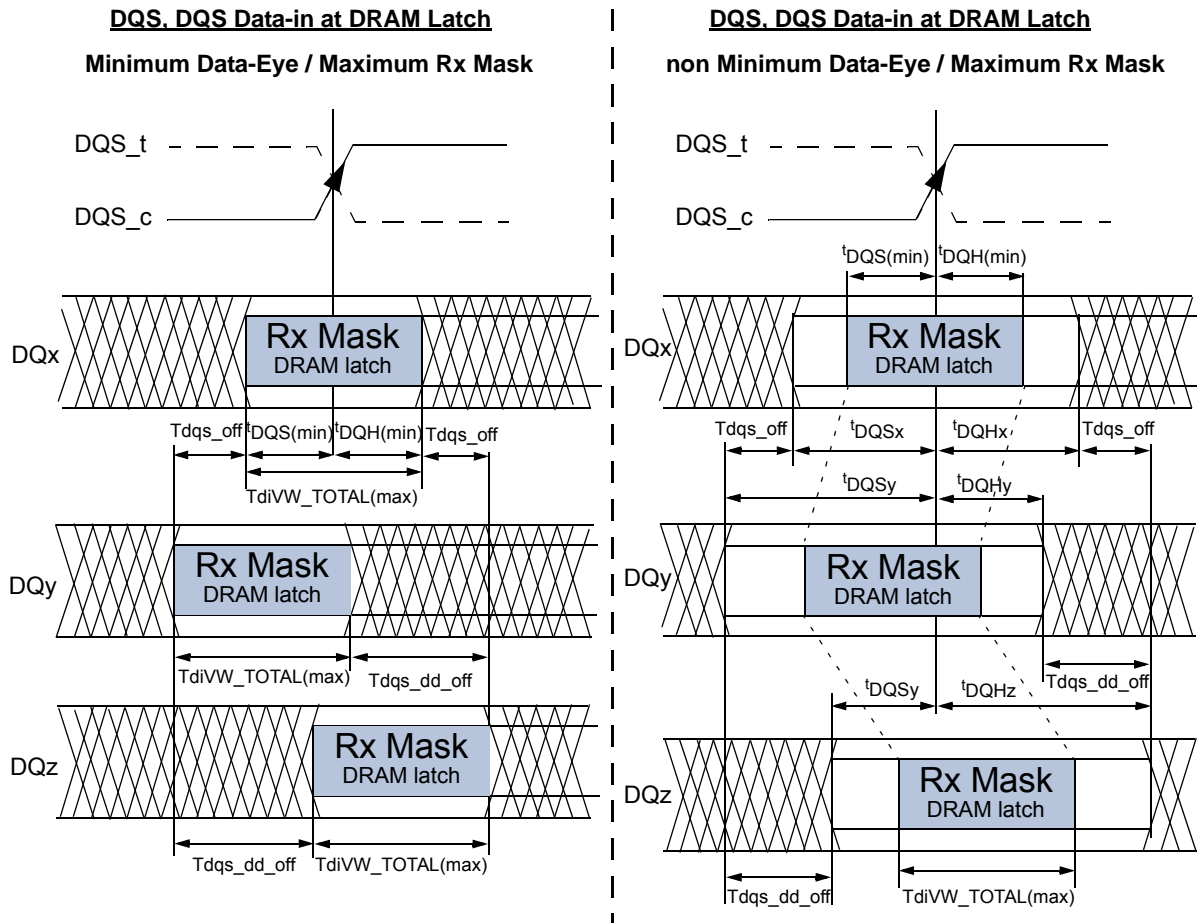 DQS, DQS Data-in at DRAM Latch
Minimum Data-Eye / Maximum Rx Mask
DQS_t
DQS_c
DQx
Rx Mask
DRAM latch
Tdqs_off
tDQS(min)
tDQH(min)
Tdqs_off
TdiVW_TOTAL(max)
DQy
Rx Mask
DRAM latch
TdiVW_TOTAL(max)
Tdqs_dd_off
DQz
Rx Mask
DRAM latch
Tdqs_dd_off
TdiVW_TOTAL(max)
DQS, DQS Data-in at DRAM Latch
non Minimum Data-Eye / Maximum Rx Mask
DQS_t
DQS_c
tDQS(min)
tDQH(min)
DQx
Rx Mask
DRAM latch
Tdqs_off
tDQSx
tDQHx
Tdqs_off
tDQSy
tDQHy
DQy
Rx Mask
DRAM latch
Tdqs_dd_off
tDQSy
tDQHz
DQz
Rx Mask
DRAM latch
Tdqs_dd_off
TdiVW_TOTAL(max)